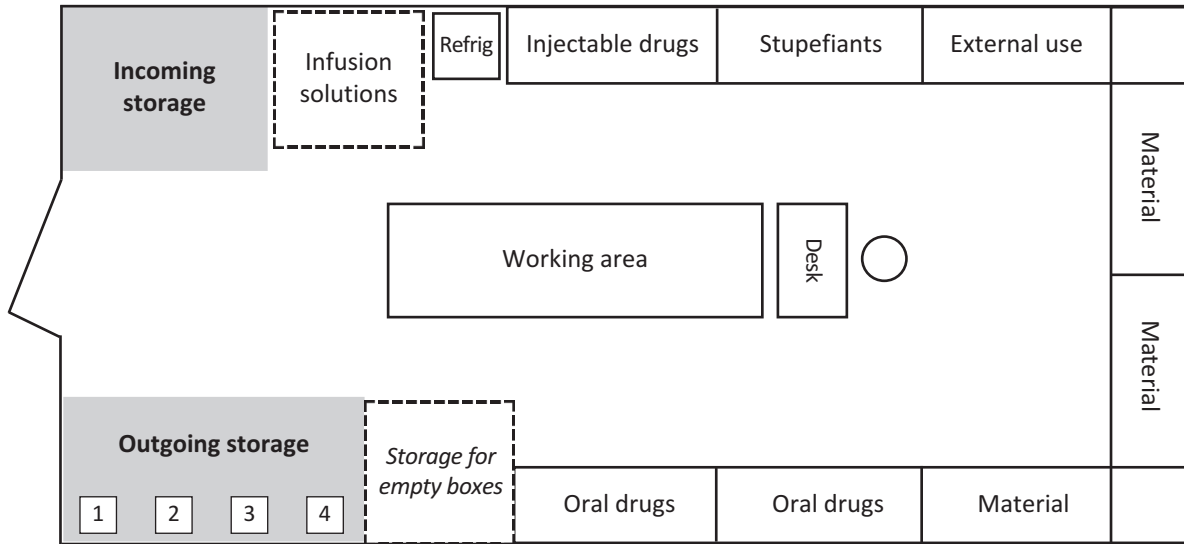 Incoming
storage
Infusion
solutions
Refrig
Injectable drugs
Stupefiants
External use
Material
Working area
Desk
Material
Outgoing storage
1
2
3
4
Storage for
empty boxes
Oral drugs
Oral drugs
Material